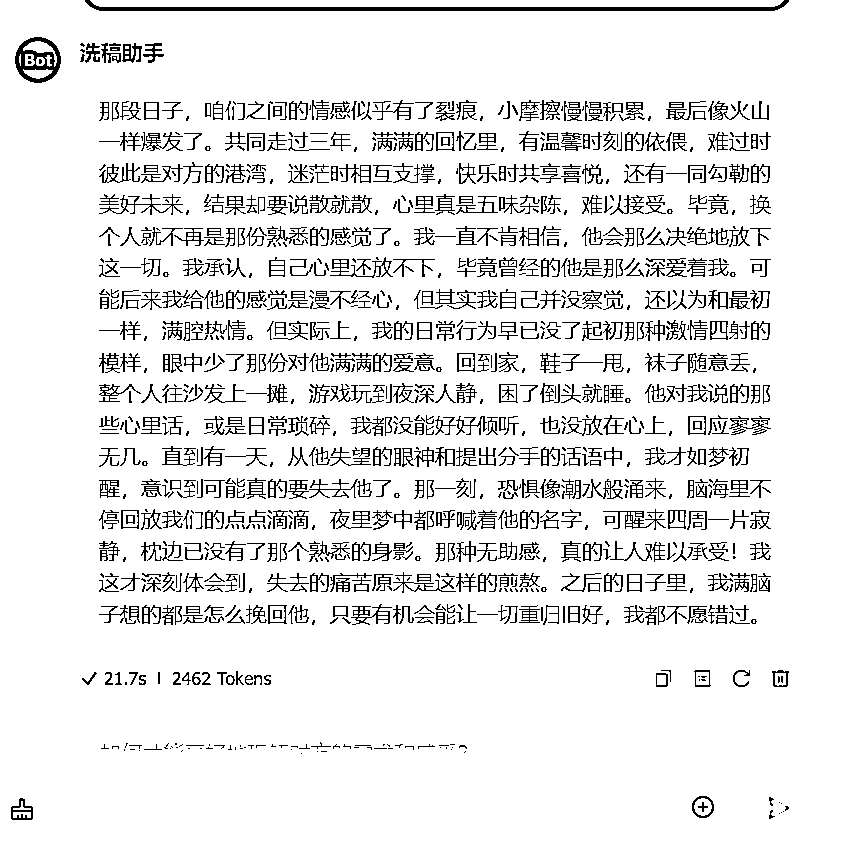 Bot
洗稿助手
那段日子，咱们之间的情感似乎有了裂痕，小摩擦慢慢积累，最后像火山
一样爆发了。共同走过三年，满满的回忆里，有温馨时刻的依偎，难过时
彼此是对方的港湾，迷茫时相互支撑，快乐时共享喜悦，还有一同勾勒的
美好未来，结果却要说散就散，心里真是五味杂陈，难以接受。毕竟，换
个人就不再是那份熟悉的感觉了。我一直不肯相信，他会那么决绝地放下
这一切。我承认，自己心里还放不下，毕竟曾经的他是那么深爱着我。可
能后来我给他的感觉是漫不经心，但其实我自己并没察觉，还以为和最初
一样，满腔热情。但实际上，我的日常行为早已没了起初那种激情四射的
模样，眼中少了那份对他满满的爱意。回到家，鞋子一甩，袜子随意丢，
整个人往沙发上一摊，游戏玩到夜深人静，困了倒头就睡。他对我说的那
些心里话，或是日常琐碎，我都没能好好倾听，也没放在心上，回应寥寥
无几。直到有一天，从他失望的眼神和提出分手的话语中，我才如梦初
醒，意识到可能真的要失去他了。那一刻，恐惧像潮水般涌来，脑海里不
停回放我们的点点滴滴，夜里梦中都呼喊着他的名字，可醒来四周一片寂
静，枕边已没有了那个熟悉的身影。那种无助感，真的让人难以承受！我
这才深刻体会到，失去的痛苦原来是这样的煎熬。之后的日子里，我满脑
子想的都是怎么挽回他，只要有机会能让一切重归旧好，我都不愿错过。
21.7s | 2462 Tokens